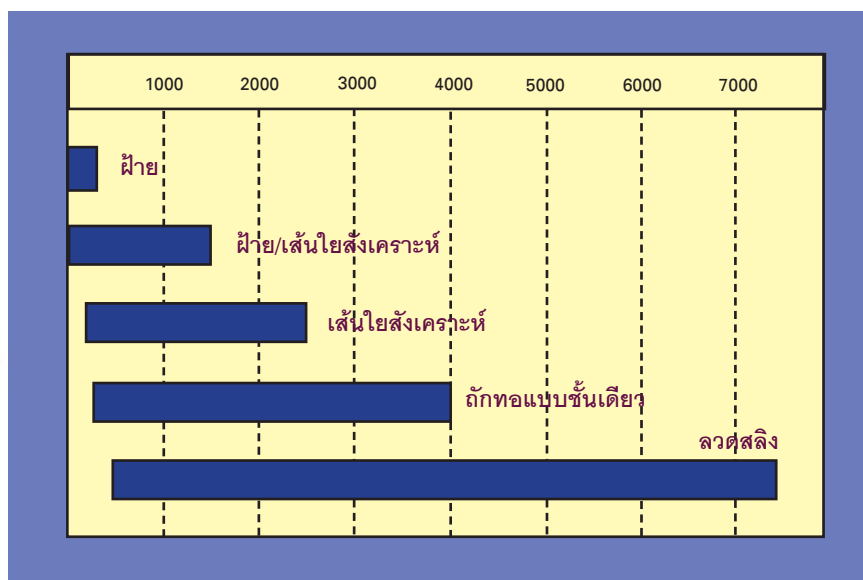 1000 2000 3000 4000 5000 6000 7000
ฝ้าย
ฝ้าย/เส้นใยสังเคราะห์
เส้นใยสังเคราะห์
ถักทอแบบชั้นเดียว
ลวดสลิง